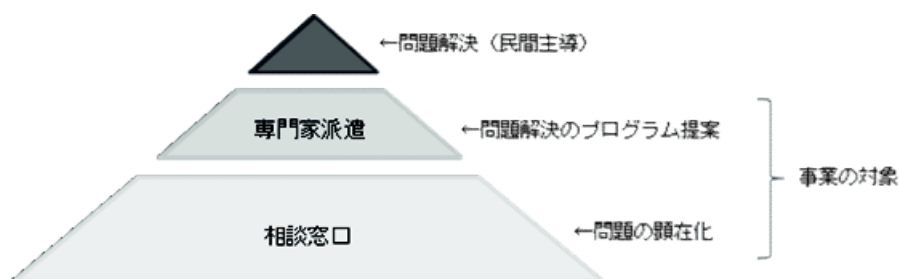 ←問題解決（民間主導）
専門家派遣
←問題解決のプログラム提案
事業の対象
相談窓口
←問題の顕在化